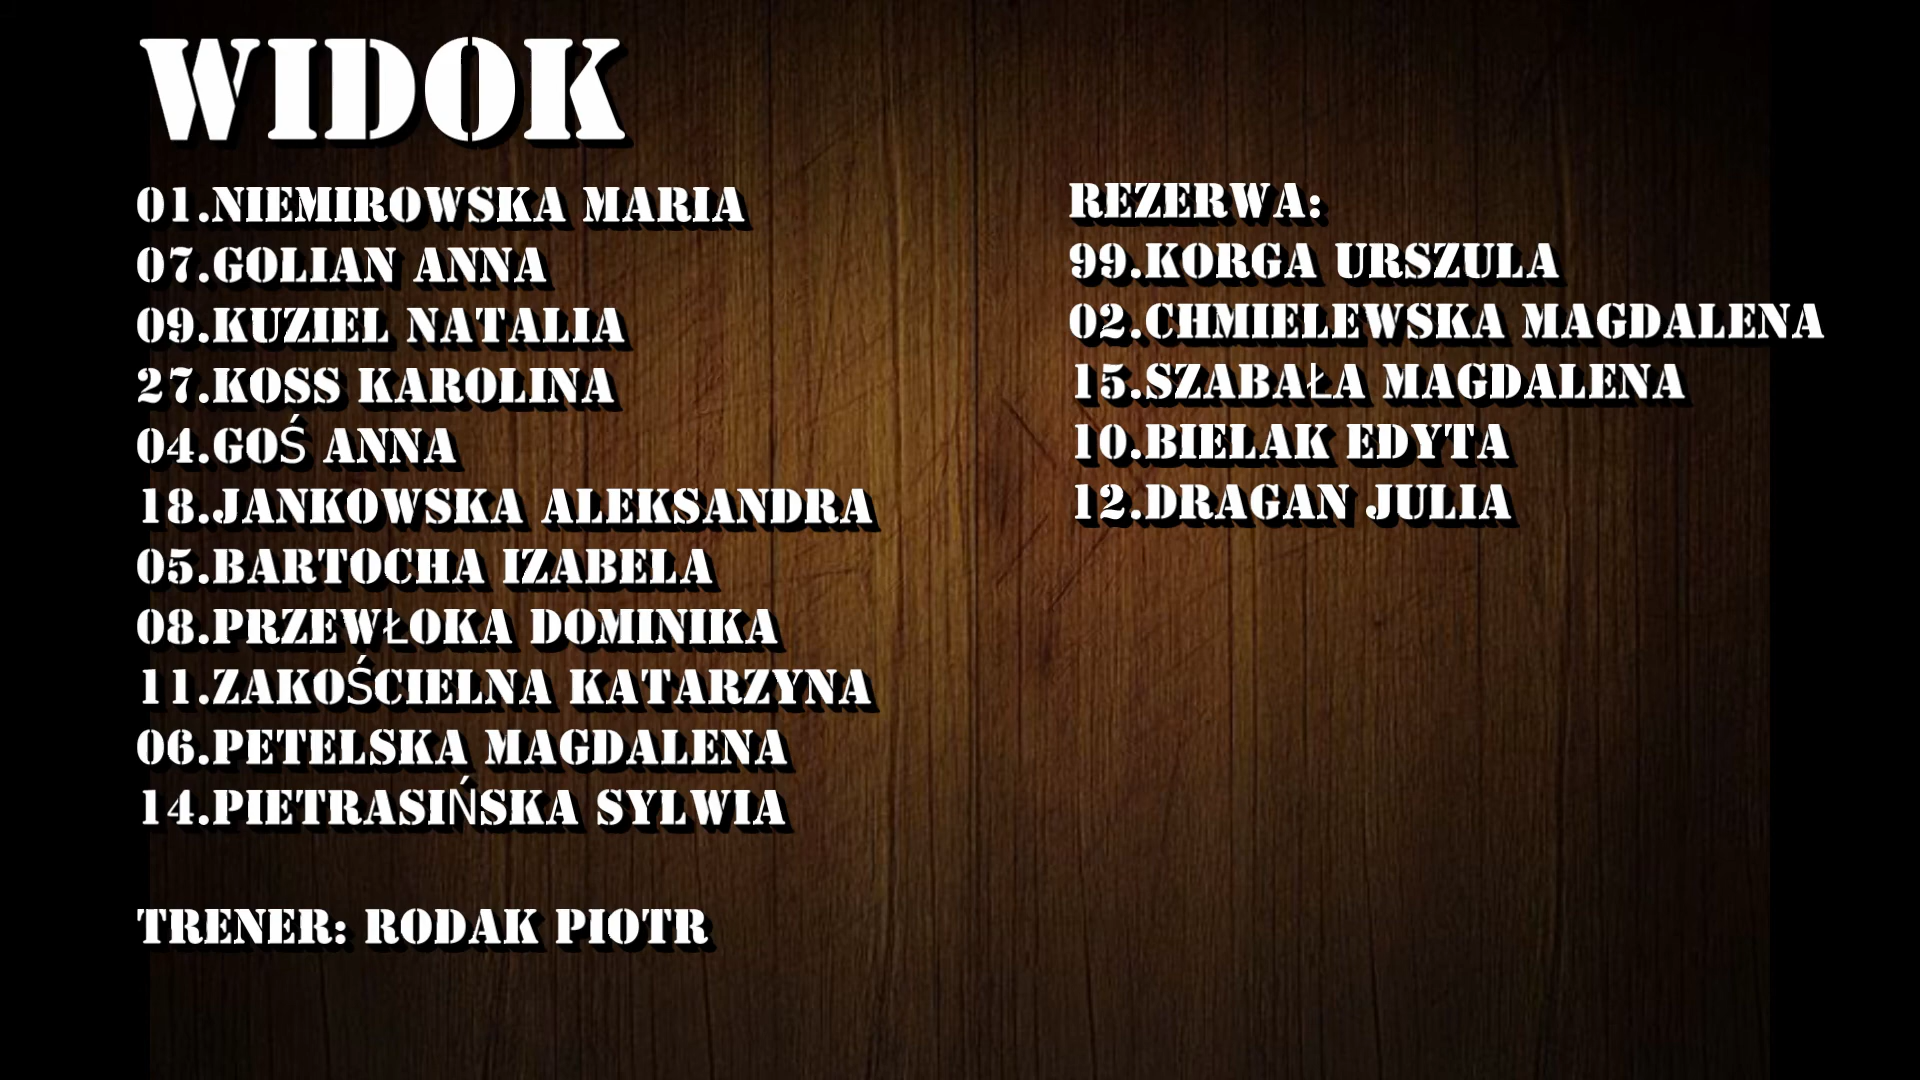 WIDOK
01.NIEMIROWSKA MARIA
07.GOLIAN ANNA
09.KUZIEL NATALIA
27.KOSS KAROLINA
04.GOŚ ANNA
18.JANKOWSKA ALEKSANDRA
05.BARTOCHA IZABELA
08.PRZEWŁOKA DOMINIKA
11.ZAKOŚCIELNA KATARZYNA
06.PETELSKA MAGDALENA
14.PIETRASIŃSKA SYLWIA
TRENER: RODAK PIOTR
REZERWA:
99.KORGA URSZULA
02.CHMIELEWSKA MAGDALENA
15.SZABAŁA MAGDALENA
10.BIELAK EDYTA
12.DRAGAN JULIA